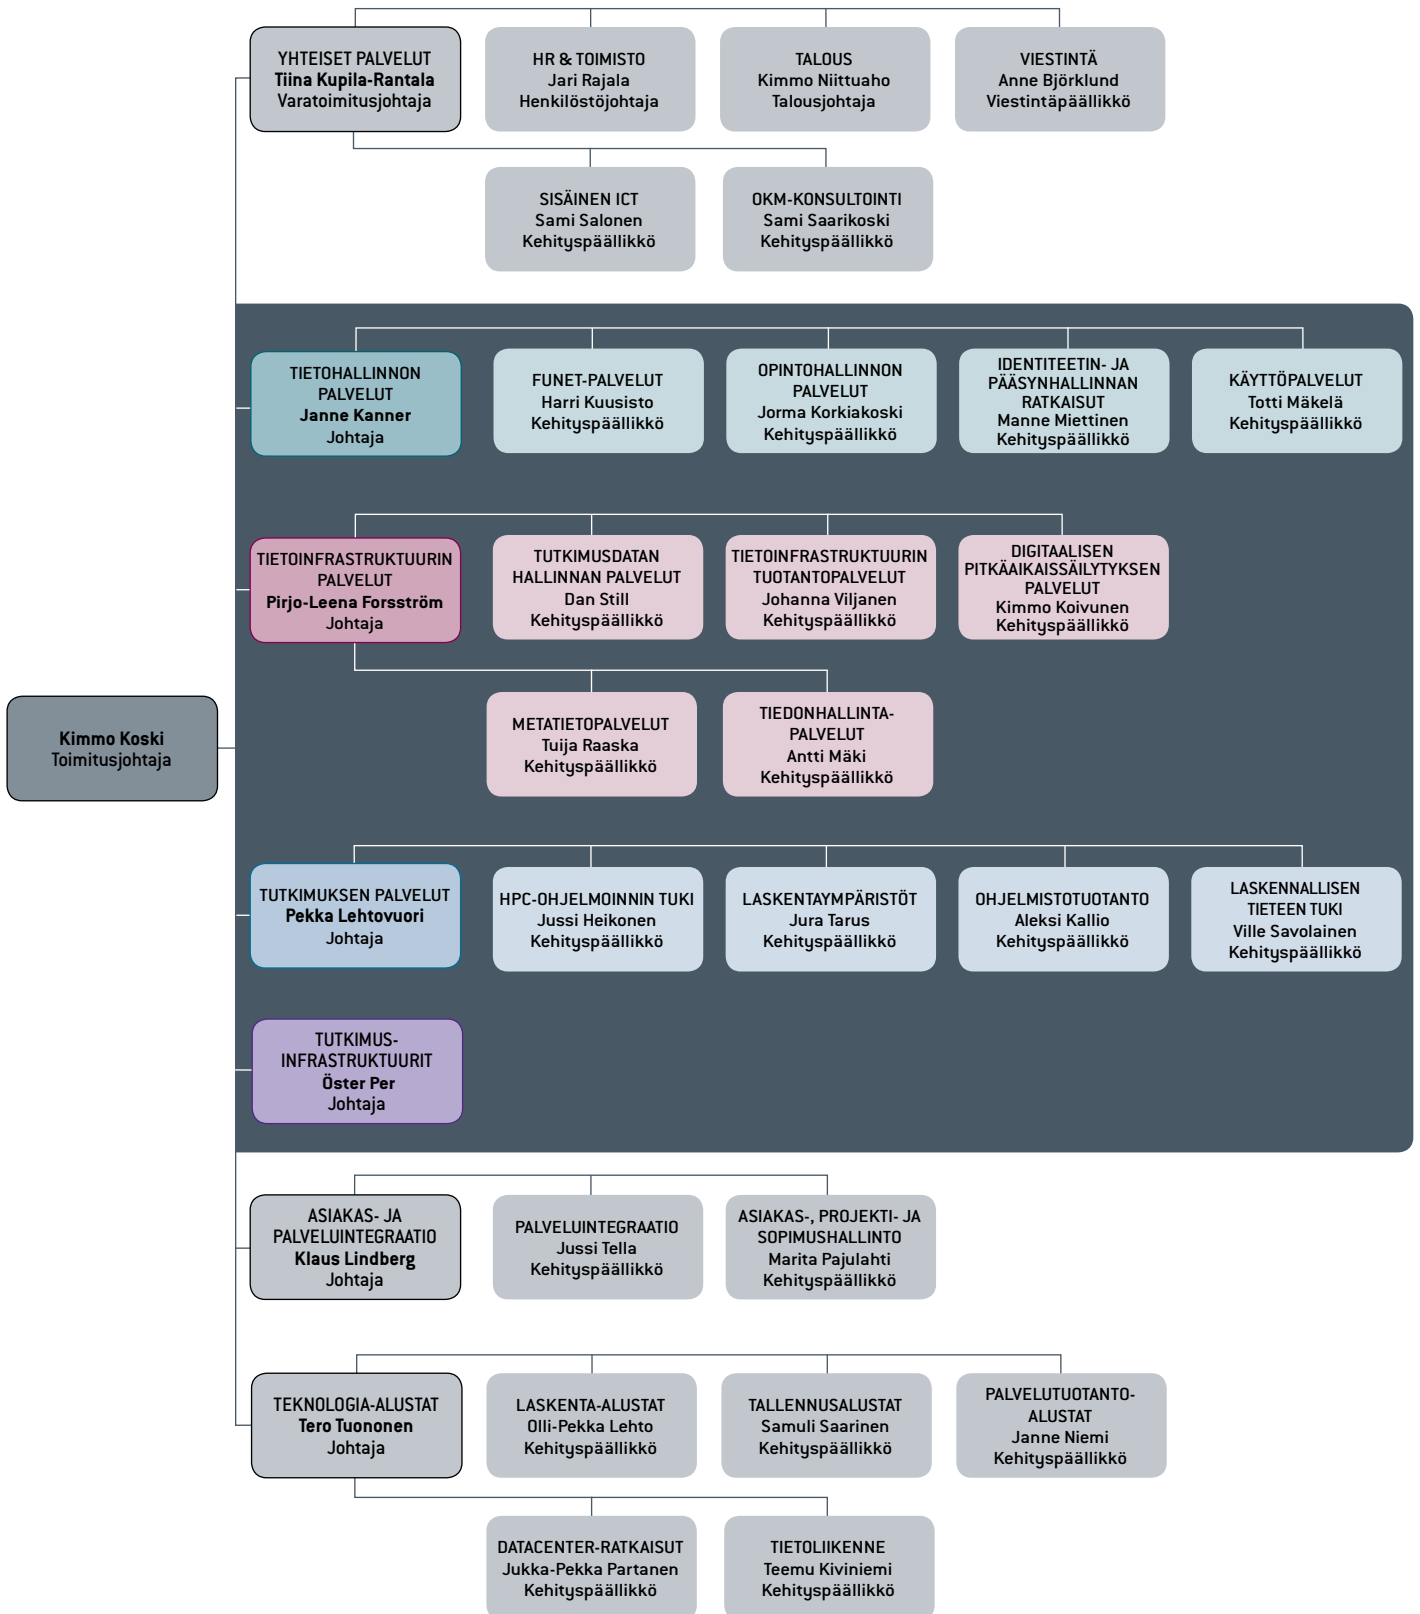 YHTEISET PALVELUT
Tiina Kupila-Rantala
Varatoimitusjohtaja
HR & TOIMISTO
Jari Rajala
Henkilöstöjohtaja
TALOUS
Kimmo Niittuaho
Talousjohtaja
VIESTINTÄ
Anne Björklund
Viestintäpäällikkö
SISÄINEN ICT
Sami Salonen
Kehityspäällikkö
OKM-KONSULTOINTI
Sami Saarikoski
Kehityspäällikkö
TIETOHALLINNON
PALVELUT
Janne Kanner
Johtaja
FUNET-PALVELUT
Harri Kuusisto
Kehityspäällikkö
OPINTOHALLINNON
PALVELUT
Jorma Korkiakoski
Kehityspäällikkö
IDENTITEETIN- JA
PÄÄSYNHALLINNAN
RATKAISUT
Manne Miettinen
Kehityspäällikkö
KÄYTTÖPALVELUT
Totti Mäkelä
Kehityspäällikkö
TIETOINFRASTRUKTUURIN
PALVELUT
Pirjo-Leena Forsström
Johtaja
TUTKIMUSDATAN
HALLINNAN PALVELUT
Dan Still
Kehityspäällikkö
TIETOINFRASTRUKTUURIN
TUOTANTOPALVELUT
Johanna Viljanen
Kehityspäällikkö
DIGITAALISEN
PITKÄAIKAISSÄILYTYKSEN
PALVELUT
Kimmo Koivunen
Kehityspäällikkö
METATIETOPALVELUT
Tuija Raaska
Kehityspäällikkö
TIEDONHALLINTA-
PALVELUT
Antti Mäki
Kehityspäällikkö
Kimmo Koski
Toimitusjohtaja
TUTKIMUKSEN PALVELUT
Pekka Lehtovuori
Johtaja
HPC-OHJELMOINNIN TUKI
Jussi Heikonen
Kehityspäällikkö
LASKENTAYMPÄRISTÖT
Jura Tarus
Kehityspäällikkö
OHJELMISTOTUOTANTO
Aleksi Kallio
Kehityspäällikkö
LASKENNALLISEN
TIETEEN TUKI
Ville Savolainen
Kehityspäällikkö
TUTKIMUS-
INFRASTRUKTUURIT
Öster Per
Johtaja
ASIAKAS- JA
PALVELUINTEGRAATIO
Klaus Lindberg
Johtaja
PALVELUINTEGRAATIO
Jussi Tella
Kehityspäällikkö
ASIAKAS-, PROJEKTI- JA
SOPIMUSHALLINTO
Marita Pajulahti
Kehityspäällikkö
TEKNOLOGIA-ALUSTAT
Tero Tuononen
Johtaja
LASKENTA-ALUSTAT
Olli-Pekka Lehto
Kehityspäällikkö
TALLENNUSALUSTAT
Samuli Saarinen
Kehityspäällikkö
PALVELUTUOTANTO-
ALUSTAT
Janne Niemi
Kehityspäällikkö
DATACENTER-RATKAISUT
Jukka-Pekka Partanen
Kehityspäällikkö
TIETOLIIKENNE
Teemu Kiviniemi
Kehityspäällikkö